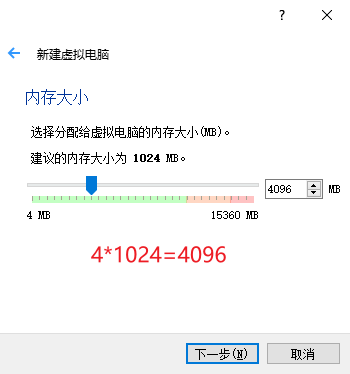 ?
新建虚拟电脑
内存大小
选择分配给虚拟电脑的内存大小(MB)。
建议的内存大小为 1024 MB。
4096 MB
4 MB 15360 MB
4*1024=4096
下一步(N) 取消